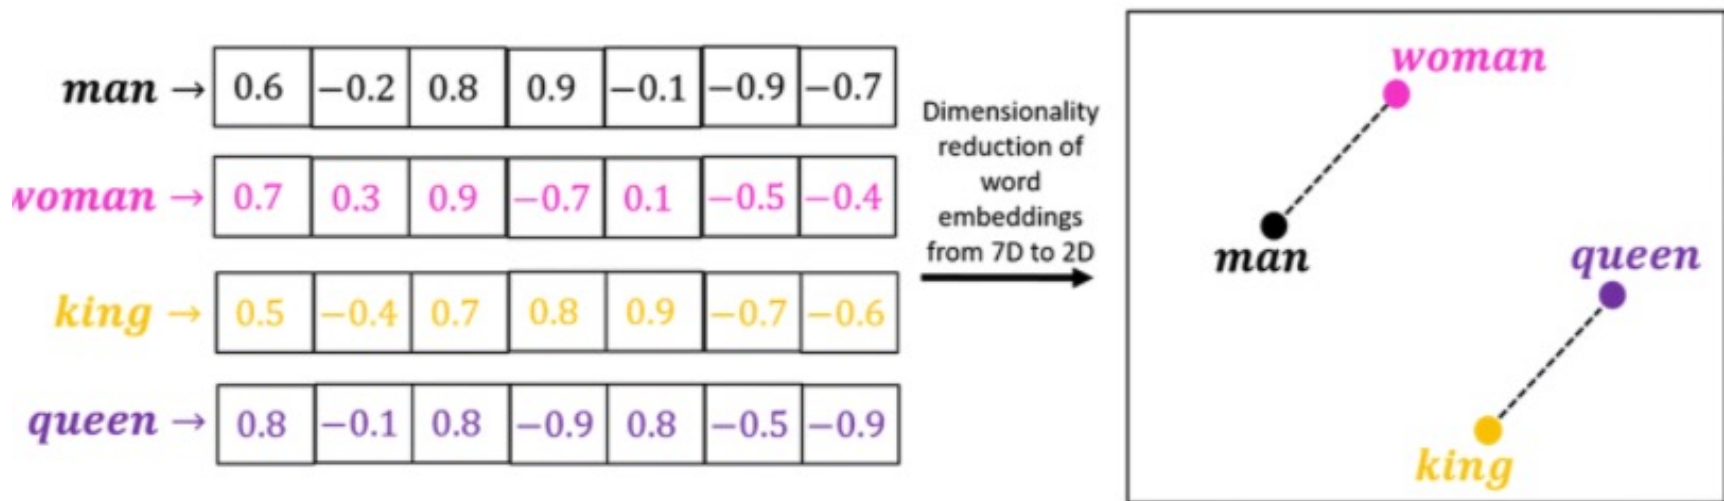 man → 0.6 −0.2 0.8 0.9 −0.1 −0.9 −0.7
woman → 0.7 0.3 0.9 −0.7 0.1 −0.5 −0.4
king → 0.5 −0.4 0.7 0.8 0.9 −0.7 −0.6
queen → 0.8 −0.1 0.8 −0.9 0.8 −0.5 −0.9
Dimensionality
reduction of
word
embeddings
from 7D to 2D
woman
man
queen
king